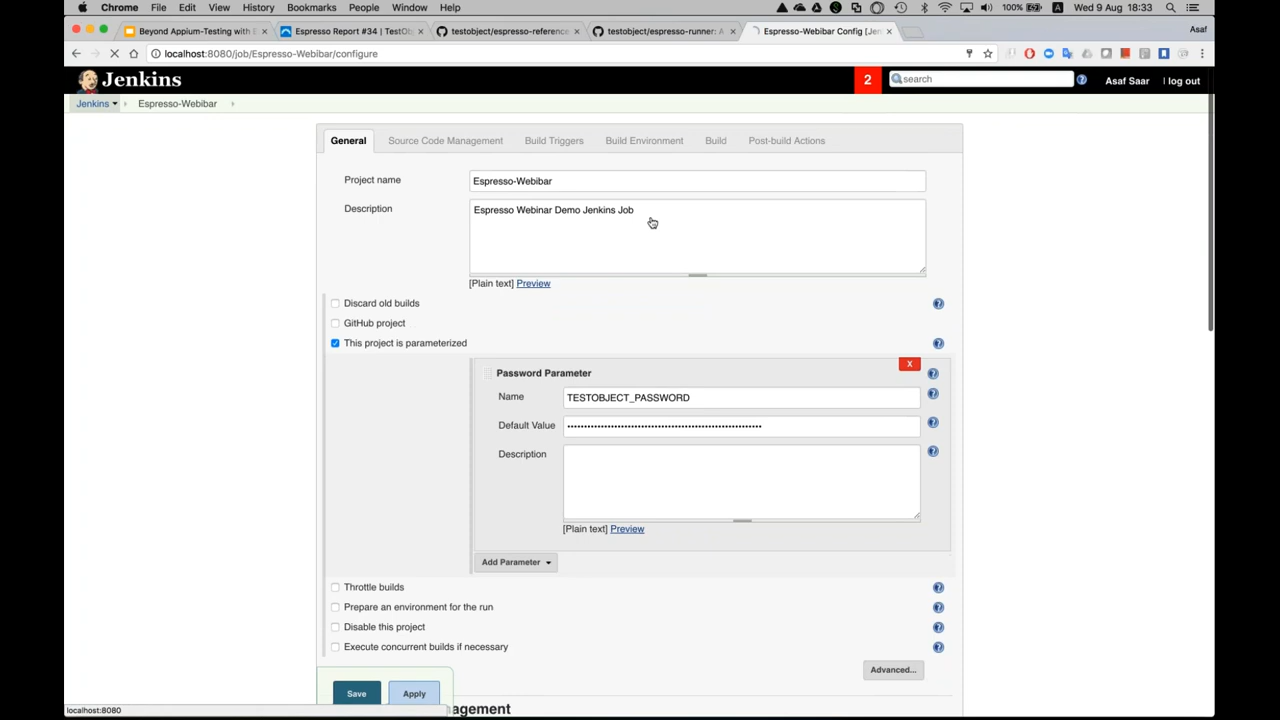 Chrome File Edit View History Bookmarks People Window Help 100% Wed 9 Aug 18:33
Beyond Appium-Testing with E Espresso Report #34 | TestOb testobject/espresso-reference testobject/espresso-runner: A Espresso-Webibar Config [Jen Asaf
localhost:8080/job/Espresso-Webibar/configure
Jenkins 2 search Asaf Saar | log out
Jenkins Espresso-Webibar
General Source Code Management Build Triggers Build Environment Build Post-build Actions
Project name Espresso-Webibar
Description Espresso Webinar Demo Jenkins Job
[Plain text] Preview
Discard old builds
GitHub project
This project is parameterized
X
Password Parameter
Name TESTOBJECT_PASSWORD
Default Value
Description
[Plain text] Preview
Add Parameter
Throttle builds
Prepare an environment for the run
Disable this project
Execute concurrent builds if necessary
Advanced...
Save Apply
agement
localhost:8080